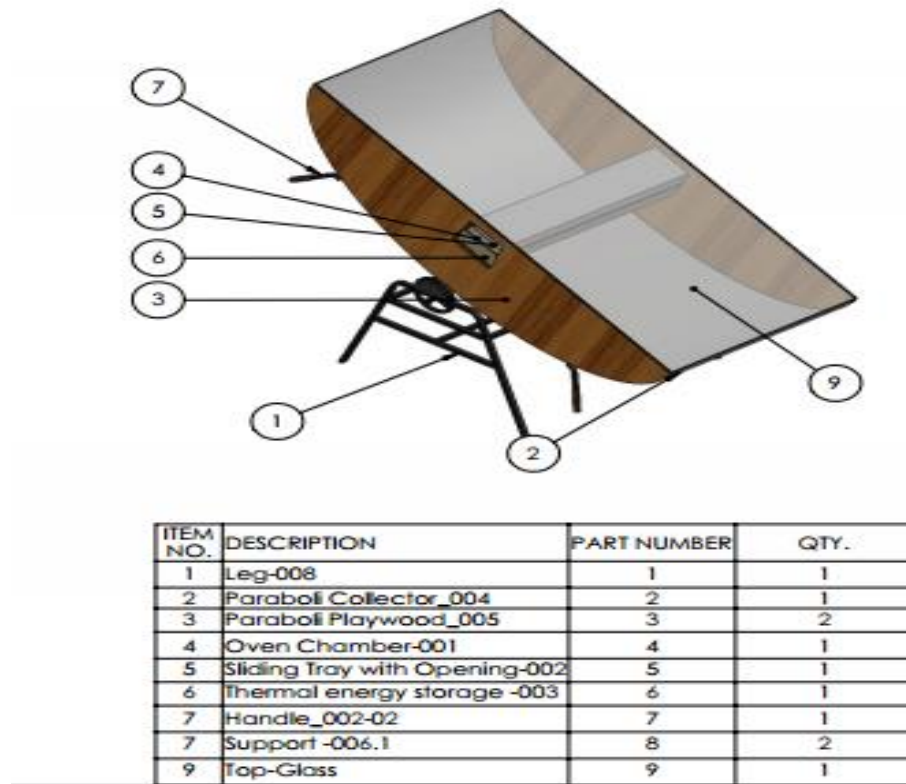 7
4
5
6
3
1
2
9
ITEM NO. DESCRIPTION PART NUMBER QTY.
1 Leg-008 1 1
2 Paraboli Collector_004 2 1
3 Paraboli Playwood_005 3 2
4 Oven Chamber-001 4 1
5 Sliding Tray with Opening-002 5 1
6 Thermal energy storage -003 6 1
7 Handle_002-02 7 1
7 Support -006.1 8 2
9 Top-Glass 9 1